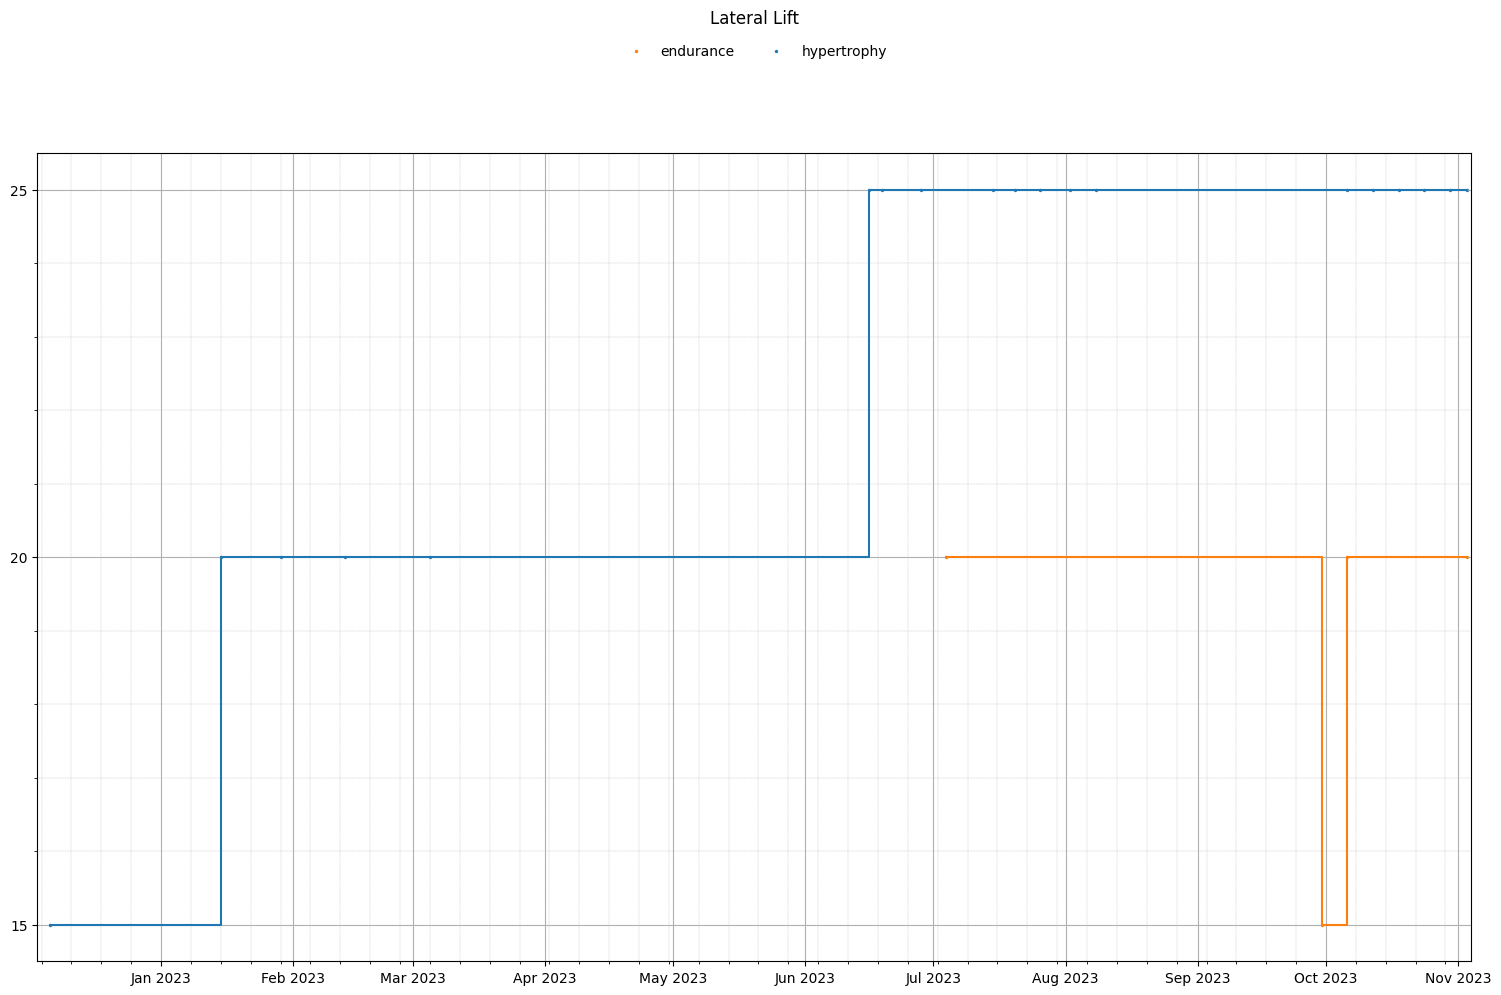 Lateral Lift
endurance hypertrophy
25
20
15
Jan 2023 Feb 2023 Mar 2023 Apr 2023 May 2023 Jun 2023 Jul 2023 Aug 2023 Sep 2023 Oct 2023 Nov 2023